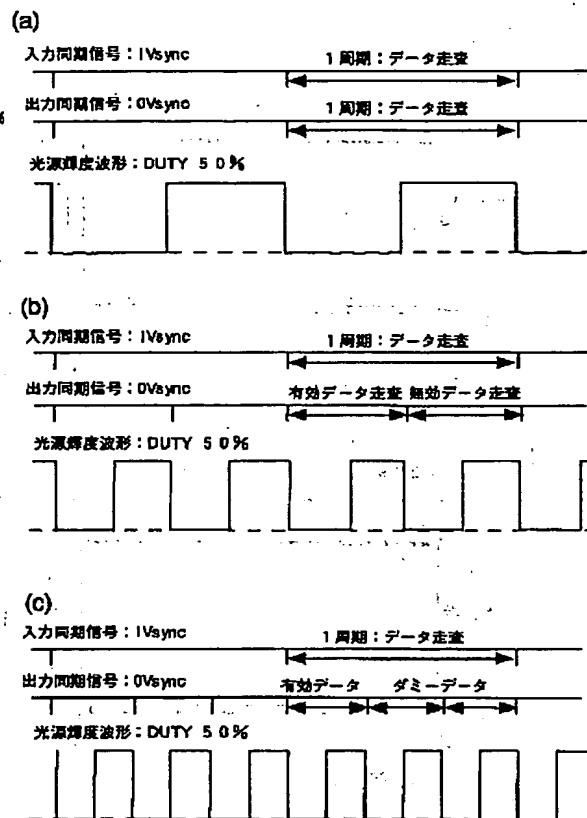 (a)
入力同期信号：IVsync
1周期：データ走査
出力同期信号：0Vsync
1周期：データ走査
%
光源輝度波形：DUTY 50%
(b)
入力同期信号：IVsync
1周期：データ走査
出力同期信号：0Vsync
有効データ走査 無効データ走査
光源輝度波形：DUTY 50%
(c)
入力同期信号：IVsync
1周期：データ走査
出力同期信号：0Vsync
有効データ ダミーデータ
光源輝度波形：DUTY 50%